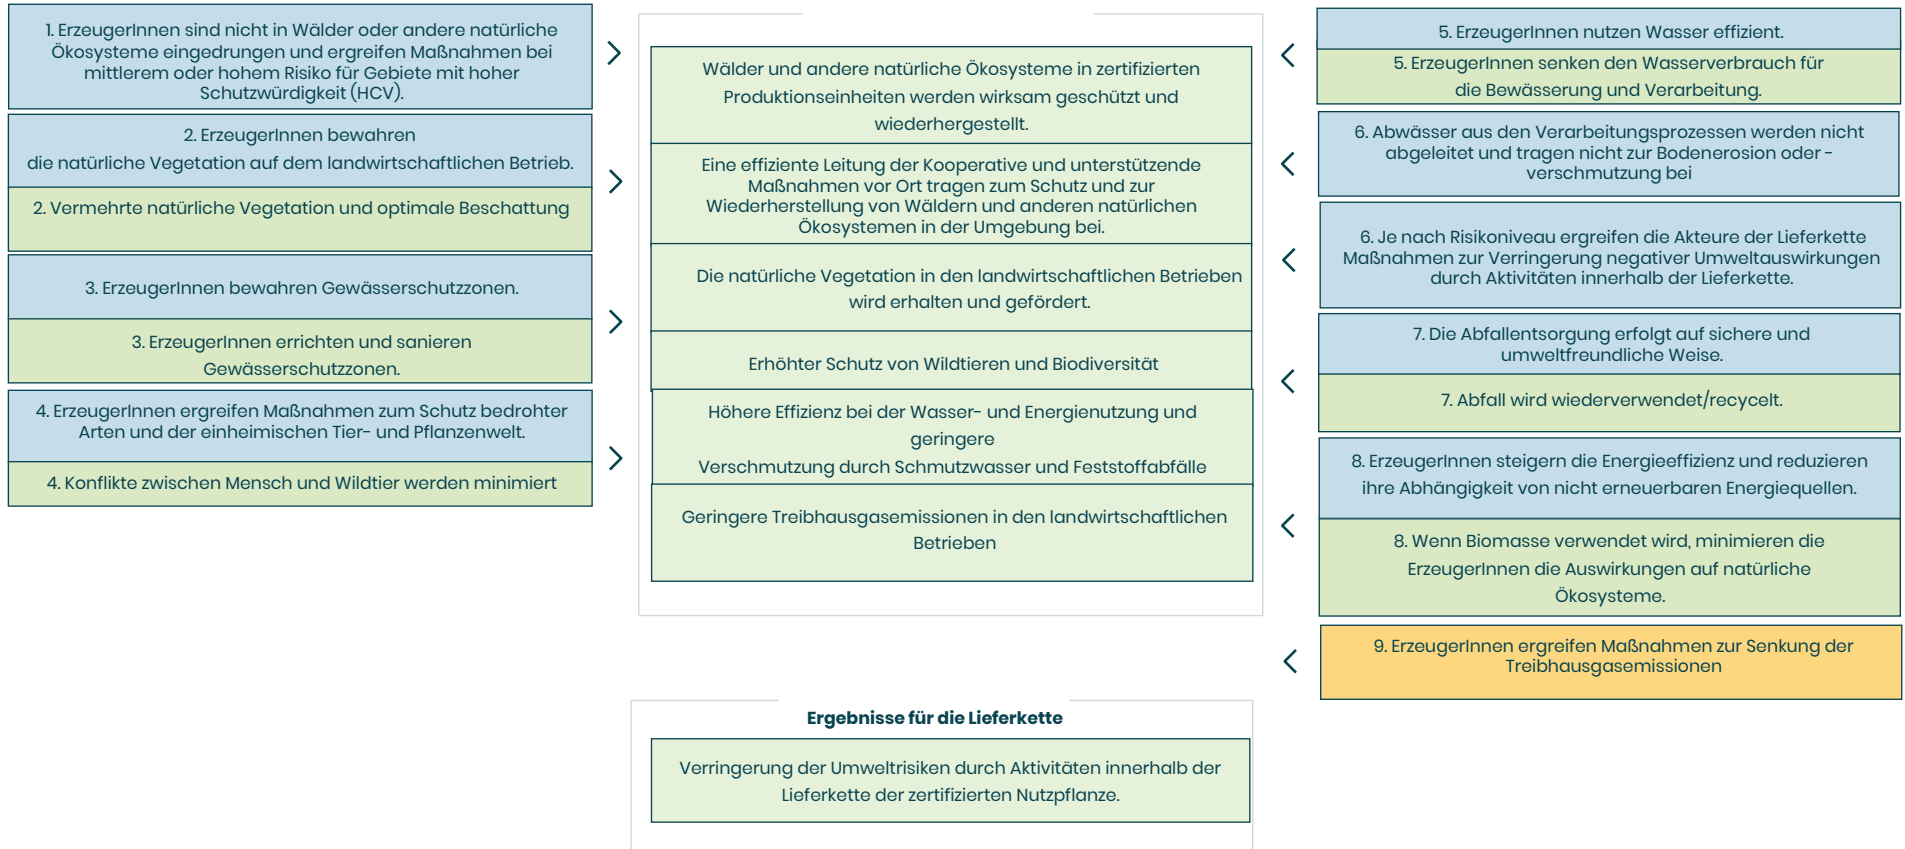 1. ErzeugerInnen sind nicht in Wälder oder andere natürliche
Ökosysteme eingedrungen und ergreifen Maßnahmen bei
mittlerem oder hohem Risiko für Gebiete mit hoher
Schutzwürdigkeit (HCV).
2. ErzeugerInnen bewahren
die natürliche Vegetation auf dem landwirtschaftlichen Betrieb.
2. Vermehrte natürliche Vegetation und optimale Beschattung
3. ErzeugerInnen bewahren Gewässerschutzzonen.
3. ErzeugerInnen errichten und sanieren
Gewässerschutzzonen.
4. ErzeugerInnen ergreifen Maßnahmen zum Schutz bedrohter
Arten und der einheimischen Tier- und Pflanzenwelt.
4. Konflikte zwischen Mensch und Wildtier werden minimiert
Wälder und andere natürliche Ökosysteme in zertifizierten
Produktionseinheiten werden wirksam geschützt und
wiederhergestellt.
Eine effiziente Leitung der Kooperative und unterstützende
Maßnahmen vor Ort tragen zum Schutz und zur
Wiederherstellung von Wäldern und anderen natürlichen
Ökosystemen in der Umgebung bei.
Die natürliche Vegetation in den landwirtschaftlichen Betrieben
wird erhalten und gefördert.
Erhöhter Schutz von Wildtieren und Biodiversität
Höhere Effizienz bei der Wasser- und Energienutzung und
geringere
Verschmutzung durch Schmutzwasser und Feststoffabfälle
Geringere Treibhausgasemissionen in den landwirtschaftlichen
Betrieben
Ergebnisse für die Lieferkette
Verringerung der Umweltrisiken durch Aktivitäten innerhalb der
Lieferkette der zertifizierten Nutzpflanze.
5. ErzeugerInnen nutzen Wasser effizient.
5. ErzeugerInnen senken den Wasserverbrauch für
die Bewässerung und Verarbeitung.
6. Abwässer aus den Verarbeitungsprozessen werden nicht
abgeleitet und tragen nicht zur Bodenerosion oder -
verschmutzung bei
6. Je nach Risikoniveau ergreifen die Akteure der Lieferkette
Maßnahmen zur Verringerung negativer Umweltauswirkungen
durch Aktivitäten innerhalb der Lieferkette.
7. Die Abfallentsorgung erfolgt auf sichere und
umweltfreundliche Weise.
7. Abfall wird wiederverwendet/recycelt.
8. ErzeugerInnen steigern die Energieeffizienz und reduzieren
ihre Abhängigkeit von nicht erneuerbaren Energiequellen.
8. Wenn Biomasse verwendet wird, minimieren die
ErzeugerInnen die Auswirkungen auf natürliche
Ökosysteme.
9. ErzeugerInnen ergreifen Maßnahmen zur Senkung der
Treibhausgasemissionen